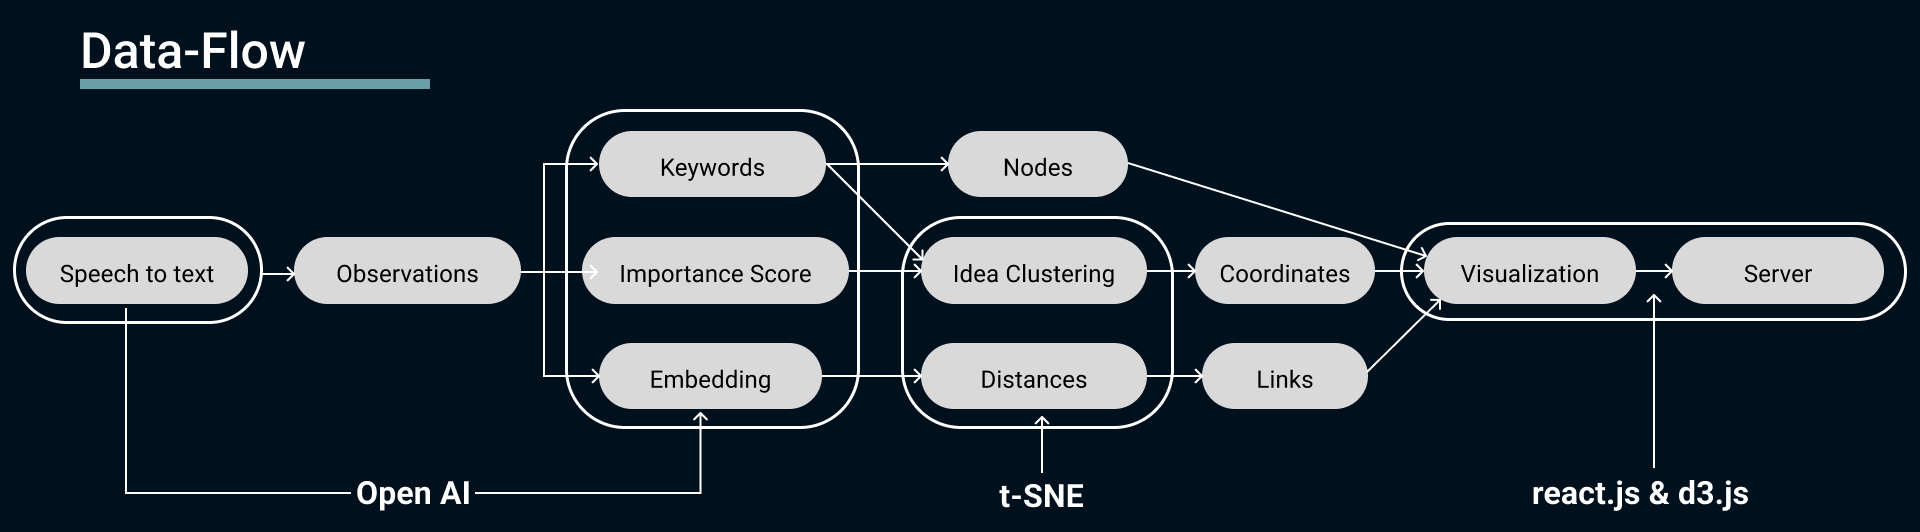 Data-Flow
Keywords
Nodes
Speech to text
Observations
Importance Score
Idea Clustering
Coordinates
Visualization
Server
Embedding
Distances
Links
Open AI
t-SNE
react.js & d3.js